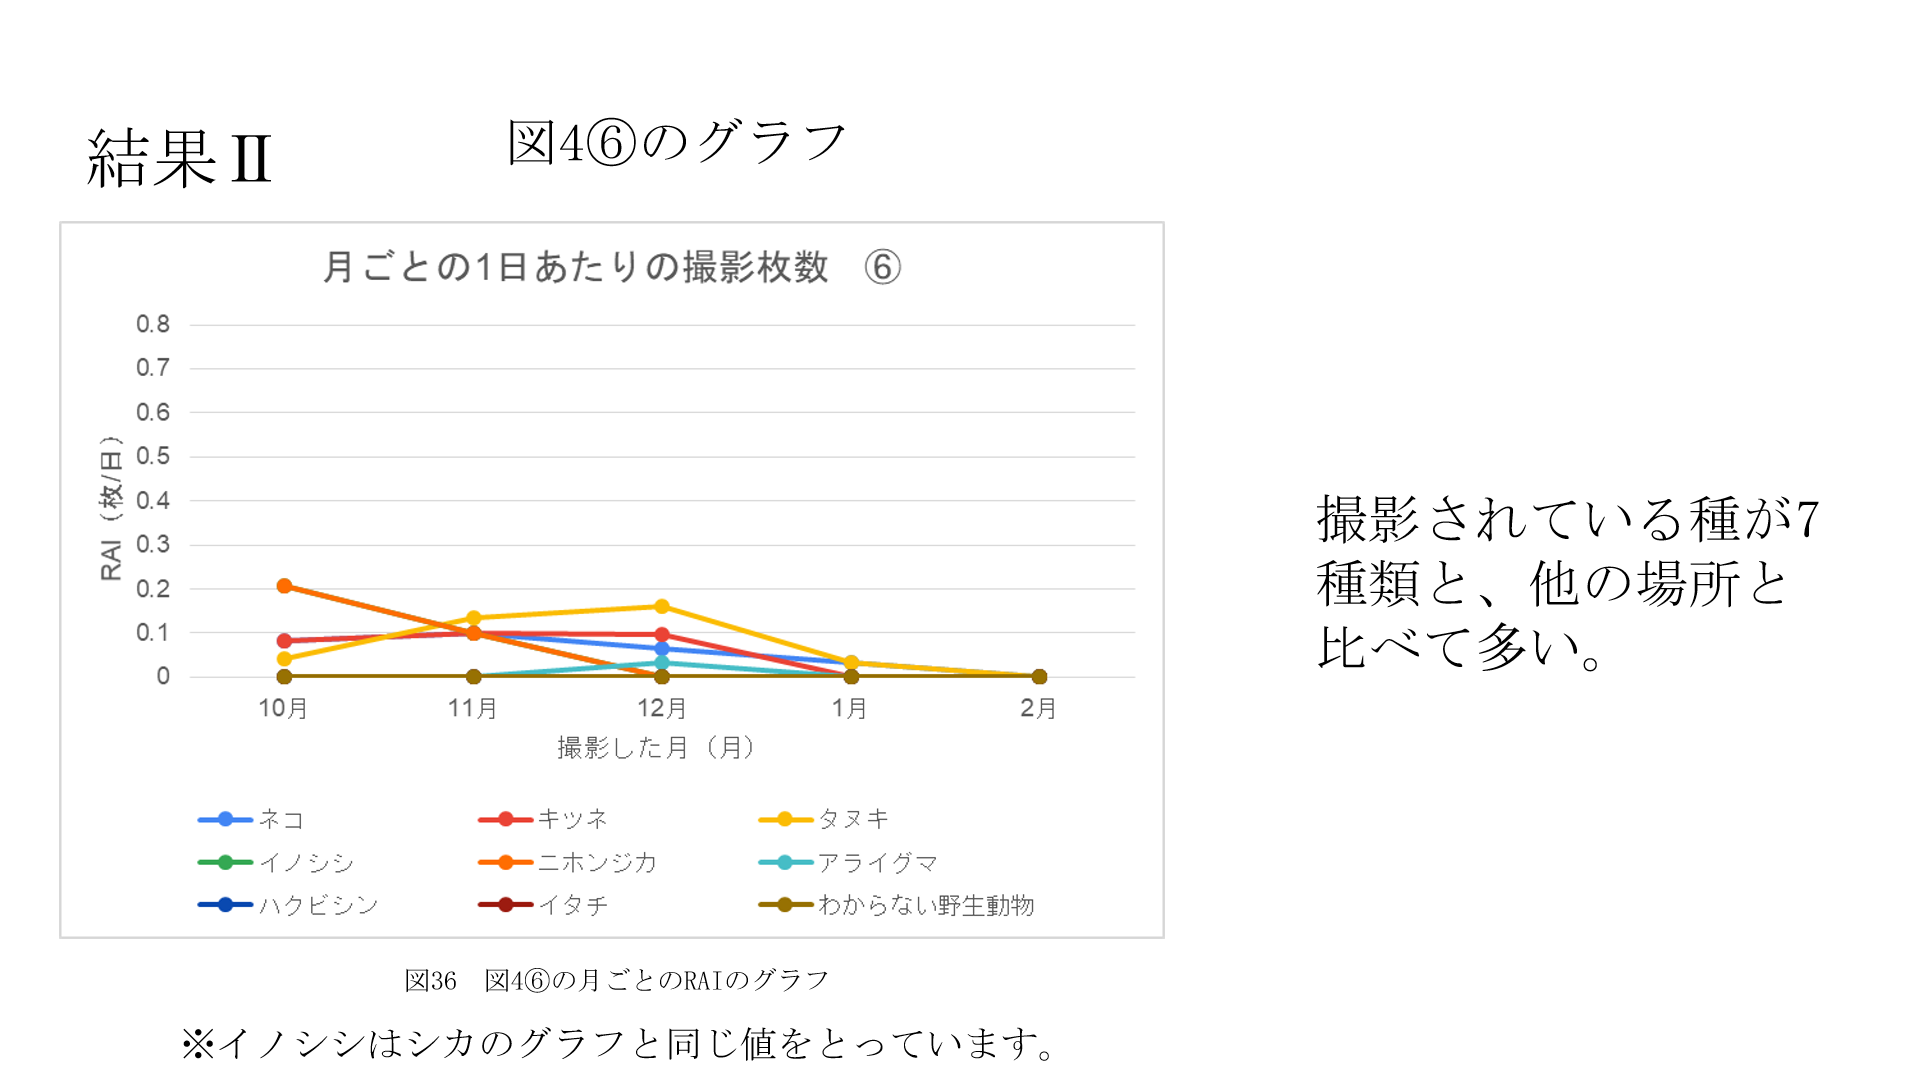 結果Ⅱ
図4⑥のグラフ
月ごとの1日あたりの撮影枚数　⑥
RAI（枚/日）
0.8
0.7
0.6
0.5
0.4
0.3
0.2
0.1
0
10月 11月 12月 1月 2月
撮影した月（月）
ネコ キツネ タヌキ
イノシシ ニホンジカ アライグマ
ハクビシン イタチ わからない野生動物
図36　図4⑥の月ごとのRAIのグラフ
※イノシシはシカのグラフと同じ値をとっています。
撮影されている種が7
種類と、他の場所と
比べて多い。